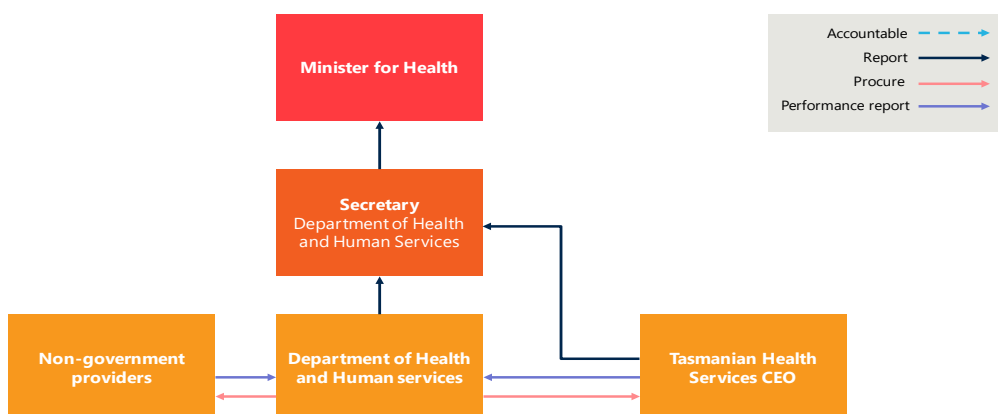 Minister for Health
Accountable
Report
Procure
Performance report
Secretary
Department of Health
and Human Services
Non-government
providers
Department of Health
and Human services
Tasmanian Health
Services CEO